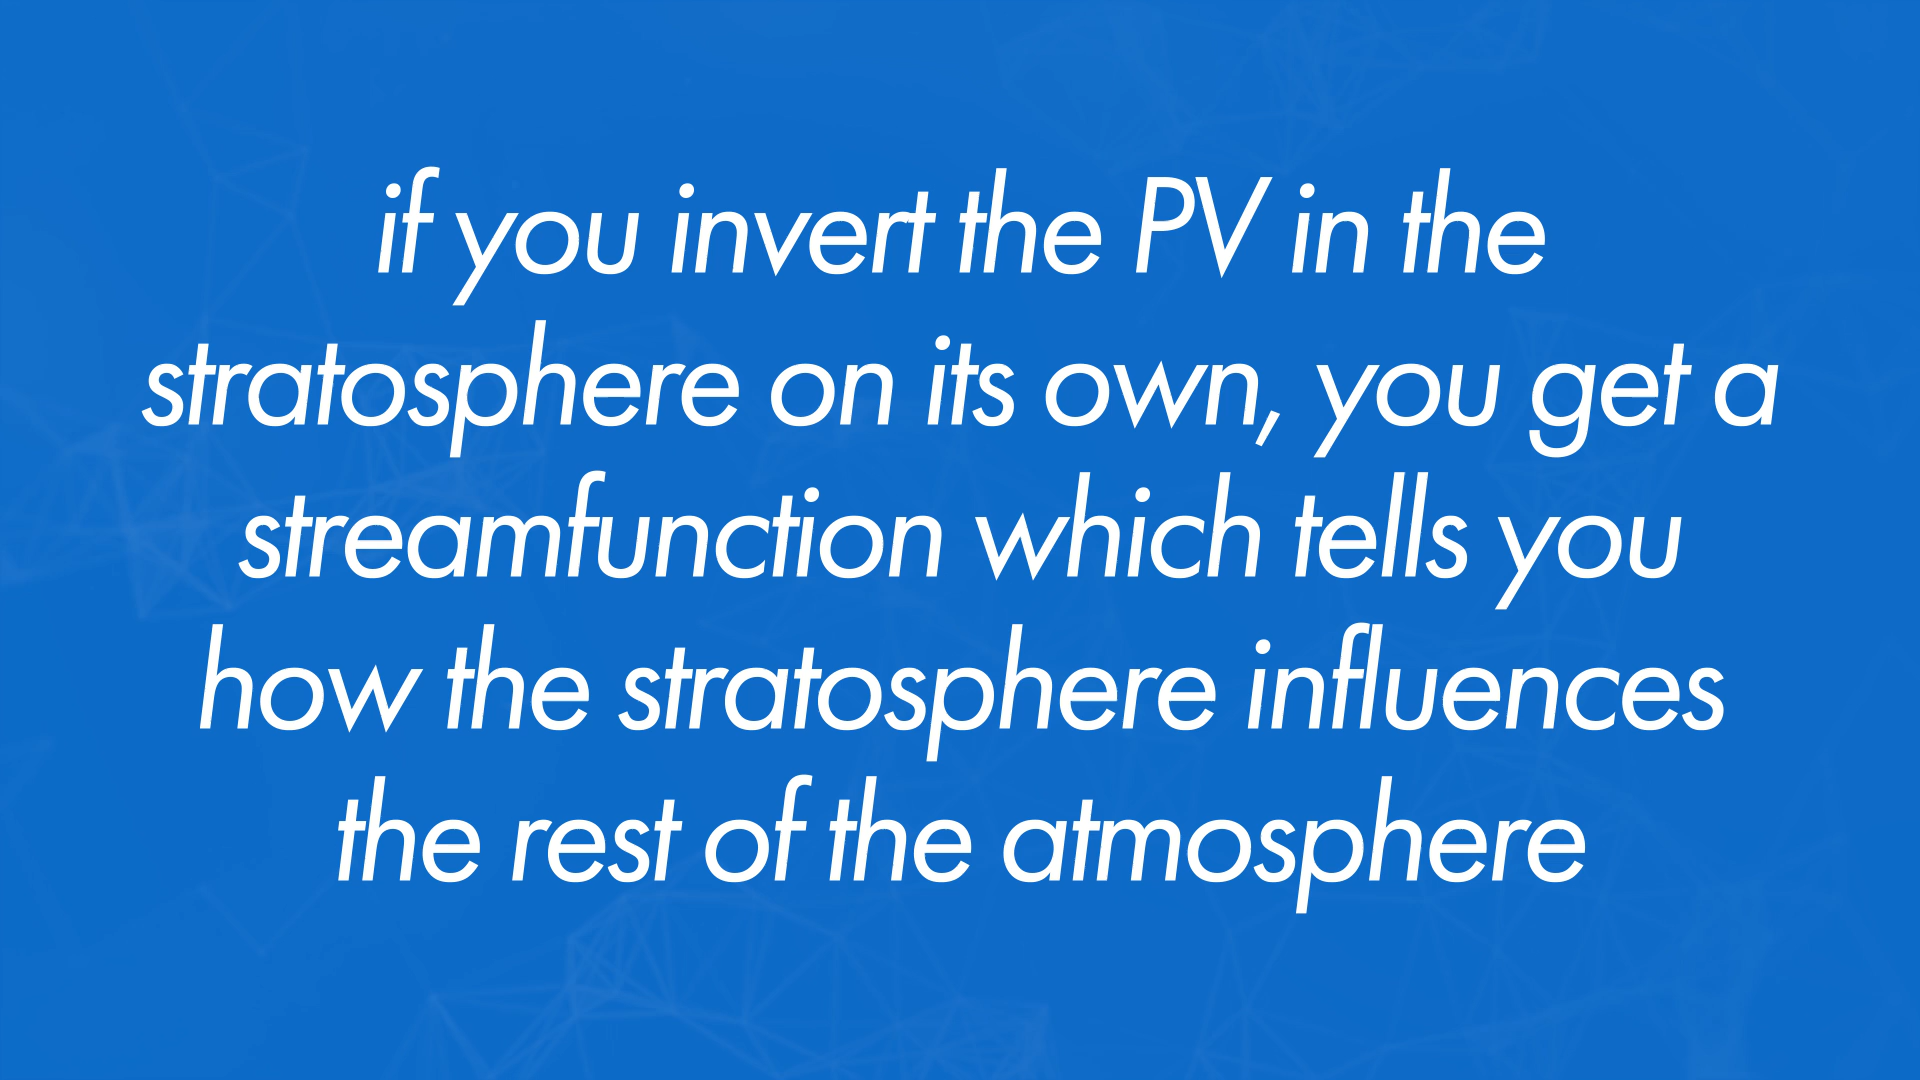 if you invert the PV in the
stratosphere on its own, you get a
streamfunction which tells you
how the stratosphere influences
the rest of the atmosphere